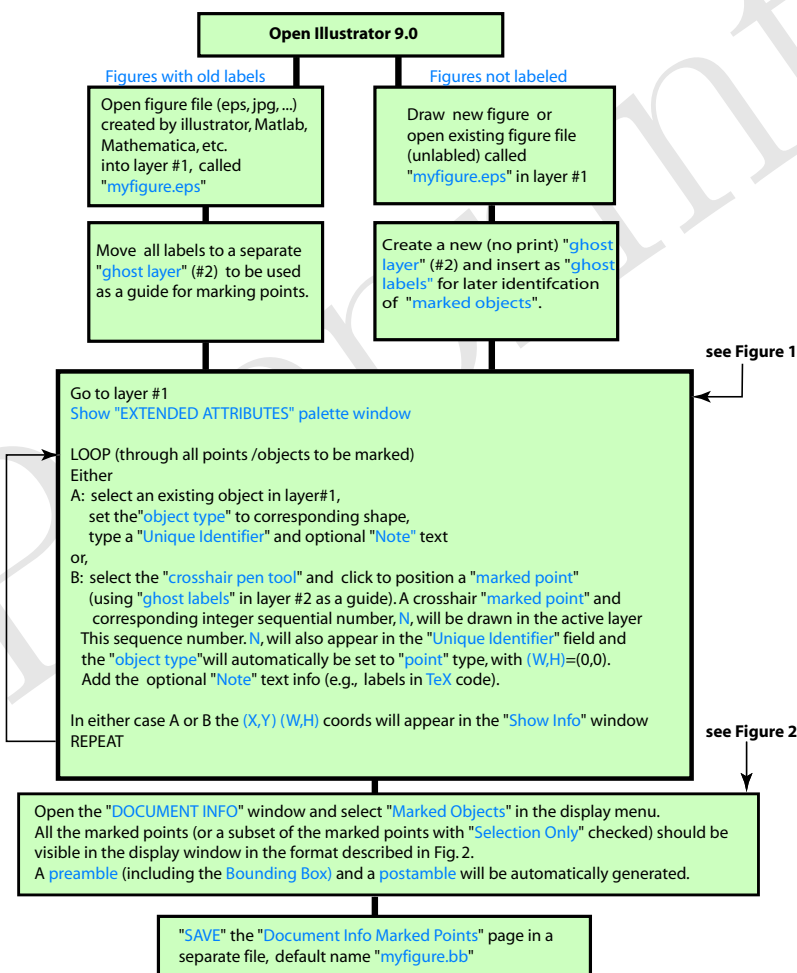 Open Illustrator 9.0
Figures with old labels
Open figure file (eps, jpg, ...)
created by illustrator, Matlab,
Mathematica, etc.
into layer #1, called
"myfigure.eps"
Figures not labeled
Draw new figure or
open existing figure file
(unlabled) called
"myfigure.eps" in layer #1
Move all labels to a separate
"ghost layer" (#2) to be used
as a guide for marking points.
Create a new (no print) "ghost
layer" (#2) and insert as "ghost
labels" for later identifcation
of "marked objects".
see Figure 1
Go to layer #1
Show "EXTENDED ATTRIBUTES" palette window
LOOP (through all points /objects to be marked)
Either
A: select an existing object in layer#1,
set the"object type" to corresponding shape,
type a "Unique Identifier" and optional "Note" text
or,
B: select the "crosshair pen tool" and click to position a "marked point"
(using "ghost labels" in layer #2 as a guide). A crosshair "marked point" and
corresponding integer sequential number, N, will be drawn in the active layer
This sequence number. N, will also appear in the "Unique Identifier" field and
the "object type"will automatically be set to "point" type, with (W,H)=(0,0).
Add the optional "Note" text info (e.g., labels in TeX code).
In either case A or B the (X,Y) (W,H) coords will appear in the "Show Info" window
REPEAT
see Figure 2
Open the "DOCUMENT INFO" window and select "Marked Objects" in the display menu.
All the marked points (or a subset of the marked points with "Selection Only" checked) should be
visible in the display window in the format described in Fig. 2.
A preamble (including the Bounding Box) and a postamble will be automatically generated.
"SAVE" the "Document Info Marked Points" page in a
separate file, default name "myfigure.bb"